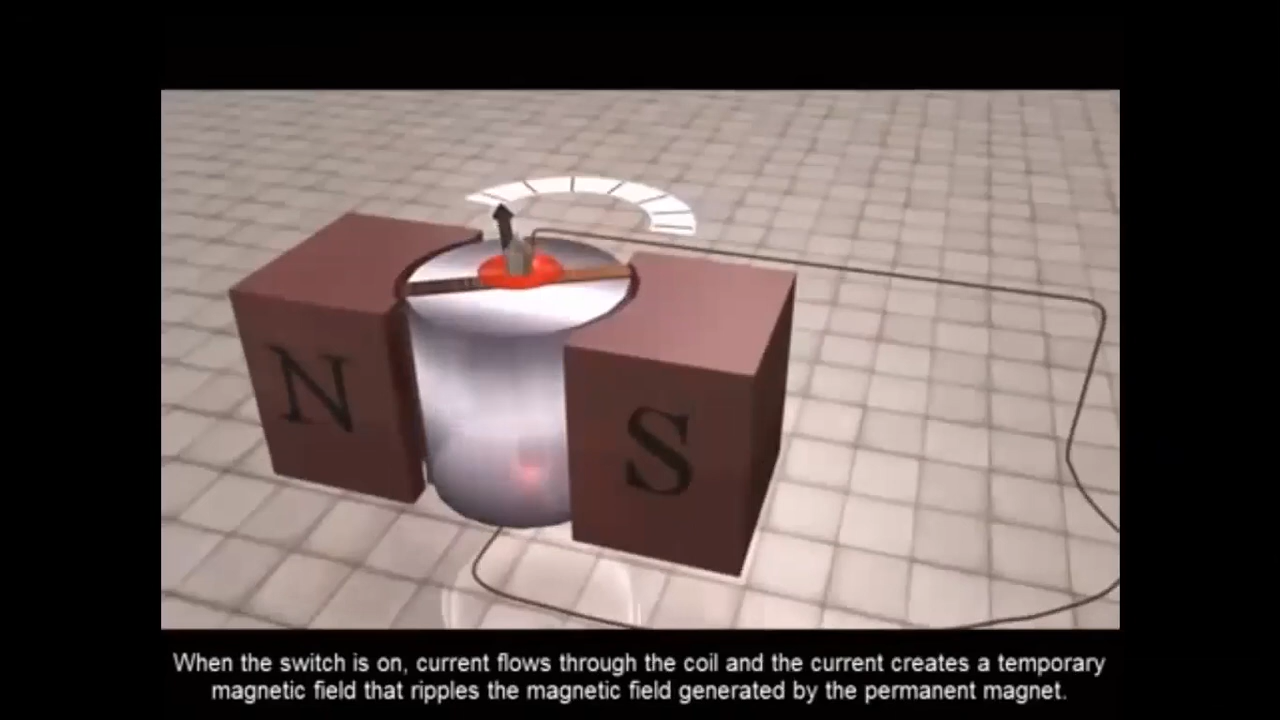 N
S
When the switch is on, current flows through the coil and the current creates a temporary
magnetic field that ripples the magnetic field generated by the permanent magnet.